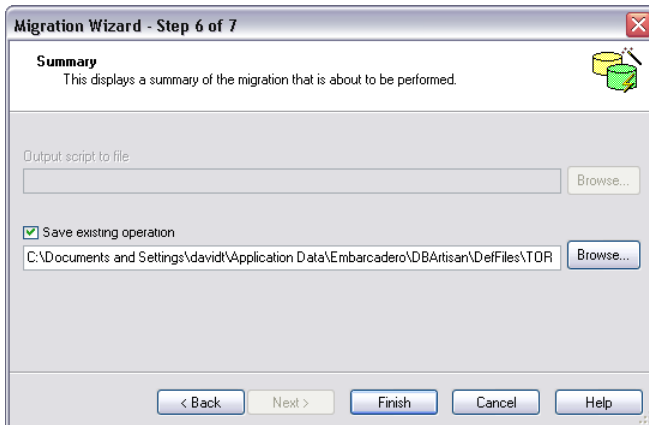 Migration Wizard - Step 6 of 7
Summary
This displays a summary of the migration that is about to be performed.
Output script to file
Browse...
Save existing operation
C:\Documents and Settings\davidt\Application Data\Embarcadero\DBArtisan\DefFiles\TOR
Browse...
< Back
Next >
Finish
Cancel
Help